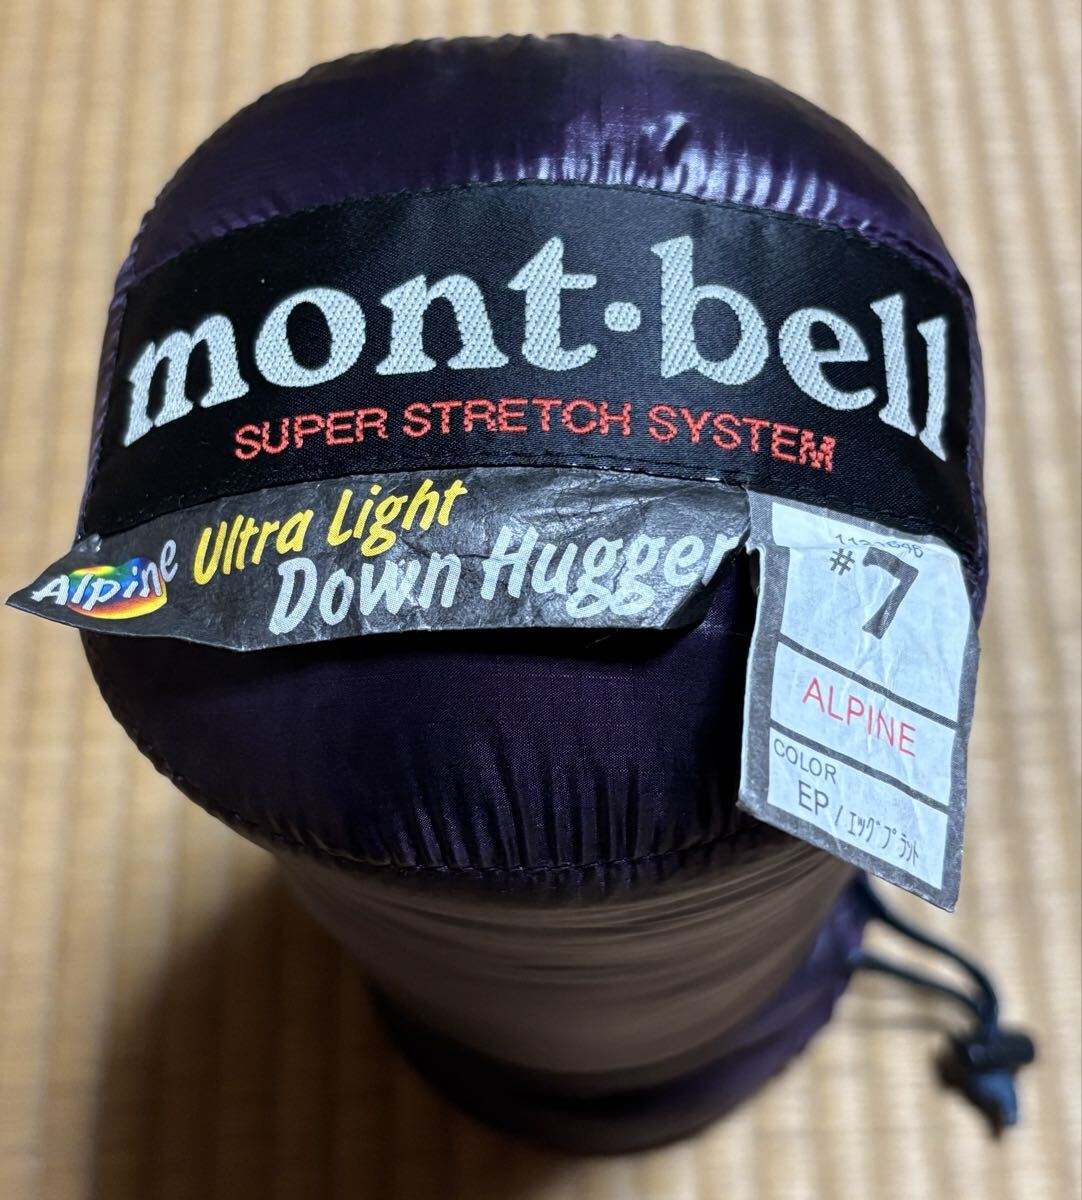 mont·bell
SUPER STRETCH SYSTEM
Alpine Ultra Light
Down Hugger
#7
ALPINE
COLOR
EP / ｴｯｸﾞﾌﾟﾗﾝﾄ